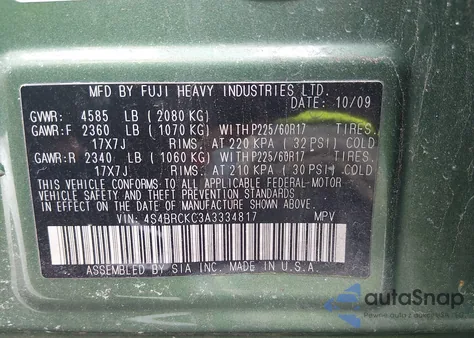 MFD BY FUJI HEAVY INDUSTRIES LTD.
DATE: 10/09
GVWR: 4585 LB (2080 KG)
GAWR:F 2360 LB (1070 KG) WITH P225/60R17 TIRES,
17X7J RIMS, AT 220 KPA (32 PSI) COLD
GAWR:R 2340 LB (1060 KG) WITH P225/60R17 TIRES,
17X7J RIMS, AT 210 KPA (30 PSI) COLD
THIS VEHICLE CONFORMS TO ALL APPLICABLE FEDERAL-MOTOR
VEHICLE SAFETY AND THEFT PREVENTION STANDARDS
IN EFFECT ON THE DATE OF MANUFACTURE SHOWN ABOVE.
VIN: 4S4BRCKC3A3334817 MPV
ASSEMBLED BY SIA INC. MADE IN U.S.A.
autoSnap
Pewne auto z USA